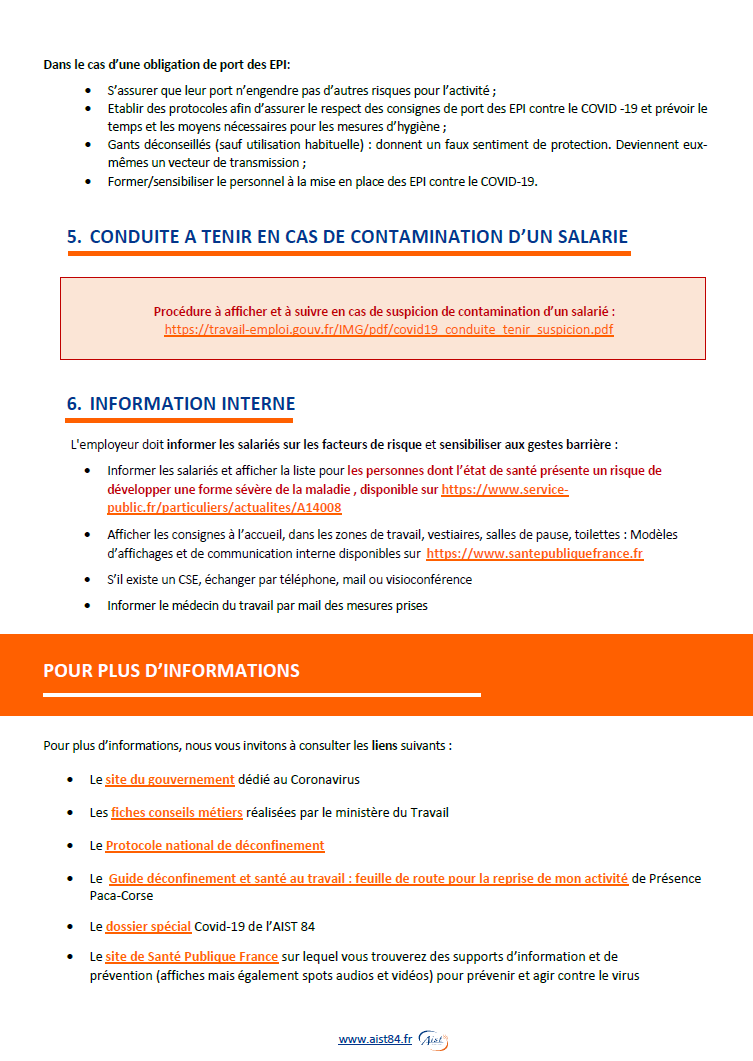 Dans le cas d’une obligation de port des EPI:
• S’assurer que leur port n’engendre pas d’autres risques pour l’activité ;
• Etablir des protocoles afin d’assurer le respect des consignes de port des EPI contre le COVID -19 et prévoir le
temps et les moyens nécessaires pour les mesures d’hygiène ;
• Gants déconseillés (sauf utilisation habituelle) : donnent un faux sentiment de protection. Deviennent eux-
mêmes un vecteur de transmission ;
• Former/sensibiliser le personnel à la mise en place des EPI contre le COVID-19.
5. CONDUITE A TENIR EN CAS DE CONTAMINATION D’UN SALARIE
Procédure à afficher et à suivre en cas de suspicion de contamination d’un salarié :
https://travail-emploi.gouv.fr/IMG/pdf/covid19_conduite_tenir_suspicion.pdf
6. INFORMATION INTERNE
L'employeur doit informer les salariés sur les facteurs de risque et sensibiliser aux gestes barrière :
• Informer les salariés et afficher la liste pour les personnes dont l’état de santé présente un risque de
développer une forme sévère de la maladie , disponible sur https://www.service-
public.fr/particuliers/actualites/A14008
• Afficher les consignes à l’accueil, dans les zones de travail, vestiaires, salles de pause, toilettes : Modèles
d’affichages et de communication interne disponibles sur https://www.santepubliquefrance.fr
• S’il existe un CSE, échanger par téléphone, mail ou visioconférence
• Informer le médecin du travail par mail des mesures prises
POUR PLUS D’INFORMATIONS
Pour plus d’informations, nous vous invitons à consulter les liens suivants :
• Le site du gouvernement dédié au Coronavirus
• Les fiches conseils métiers réalisées par le ministère du Travail
• Le Protocole national de déconfinement
• Le Guide déconfinement et santé au travail : feuille de route pour la reprise de mon activité de Présence
Paca-Corse
• Le dossier spécial Covid-19 de l’AIST 84
• Le site de Santé Publique France sur lequel vous trouverez des supports d’information et de
prévention (affiches mais également spots audios et vidéos) pour prévenir et agir contre le virus
www.aist84.fr Aist